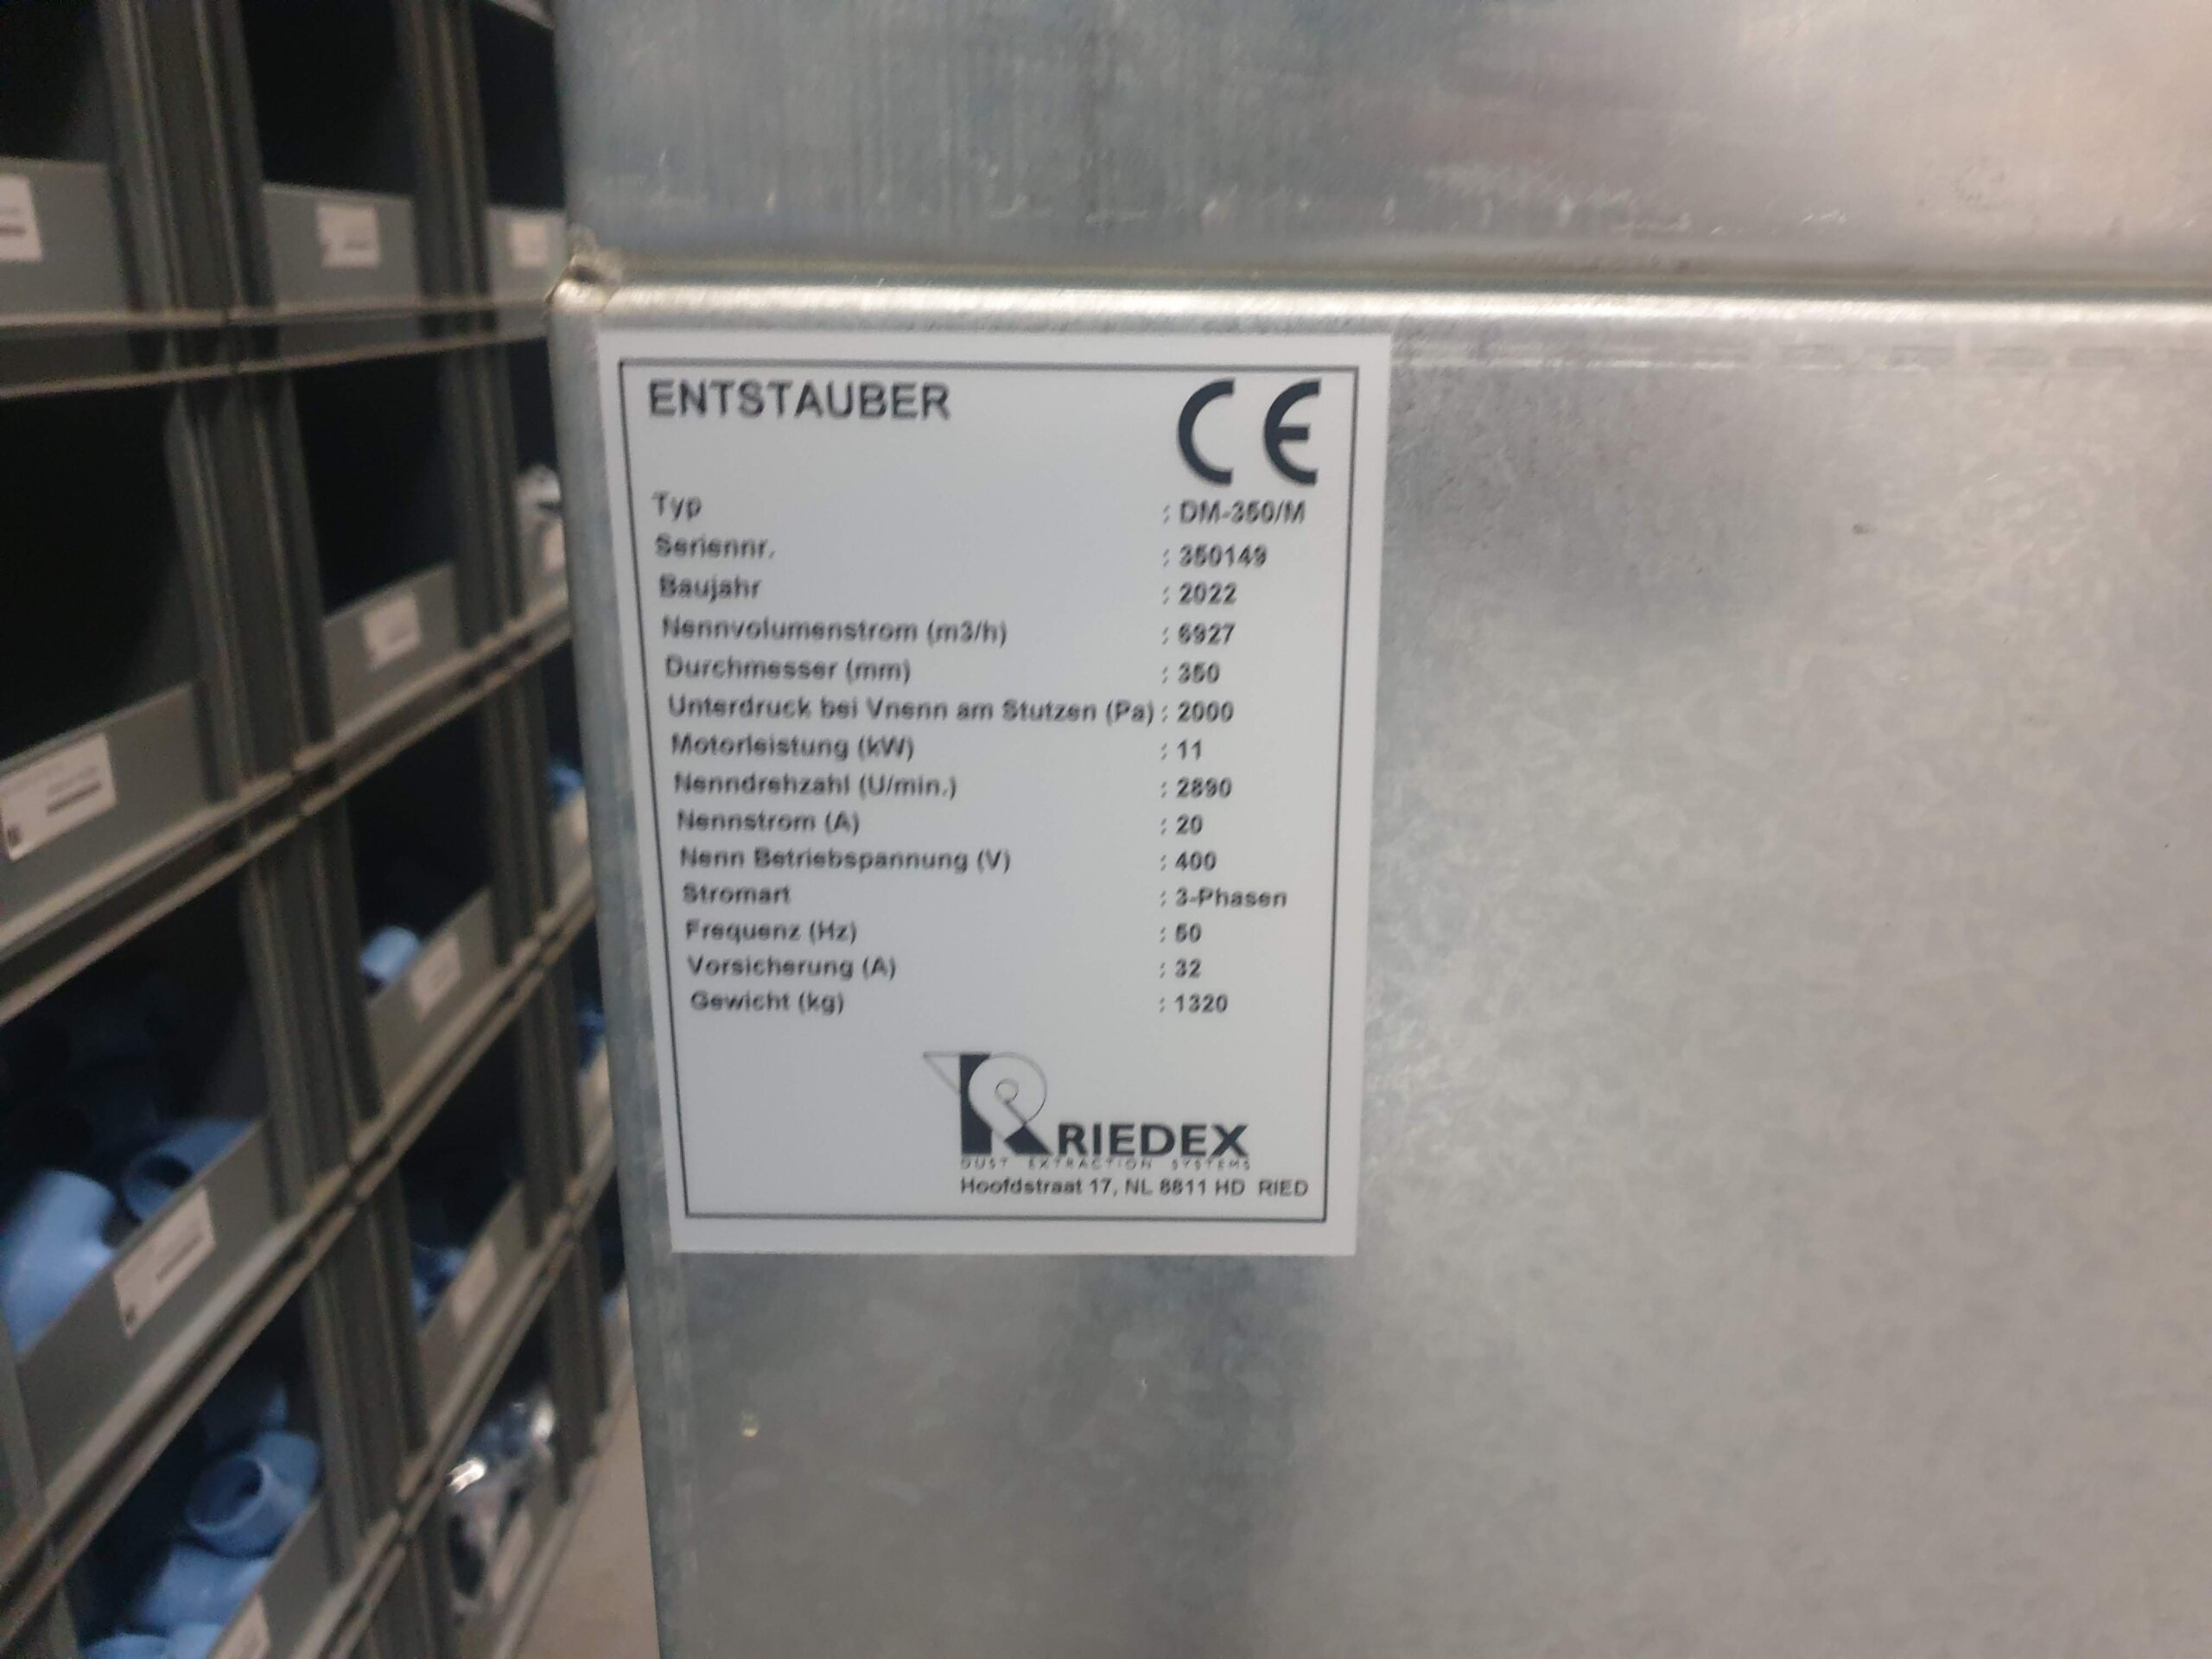 ENTSTAUBER
CE
Typ : DM-350/M
Seriennr. : 350149
Baujahr : 2022
Nennvolumenstrom (m3/h) : 6927
Durchmesser (mm) : 350
Unterdruck bei Vnenn am Stutzen (Pa) : 2000
Motorleistung (kW) : 11
Nenndrehzahl (U/min.) : 2890
Nennstrom (A) : 20
Nenn Betriebspannung (V) : 400
Stromart : 3-Phasen
Frequenz (Hz) : 50
Vorsicherung (A) : 32
Gewicht (kg) : 1320
RIEDEX
DUST EXTRACTION SYSTEMS
Hoofdstraat 17, NL 8811 HD RIED